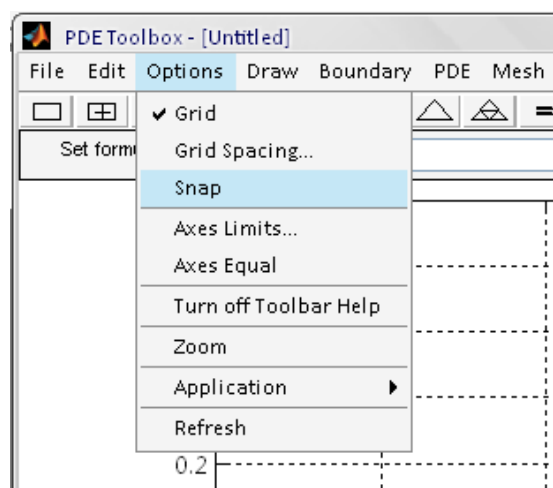 PDE Toolbox - [Untitled]
File Edit Options Draw Boundary PDE Mesh
Set formu
Grid
Grid Spacing...
Snap
Axes Limits...
Axes Equal
Turn off Toolbar Help
Zoom
Application
Refresh
0.2